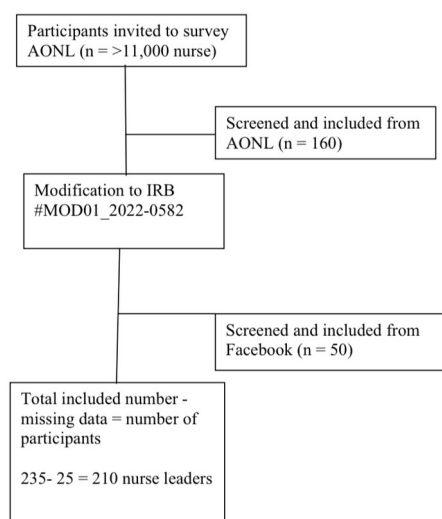 Participants invited to survey
AONL (n = >11,000 nurse)
Screened and included from
AONL (n = 160)
Modification to IRB
#MOD01_2022-0582
Screened and included from
Facebook (n = 50)
Total included number -
missing data = number of
participants
235- 25 = 210 nurse leaders